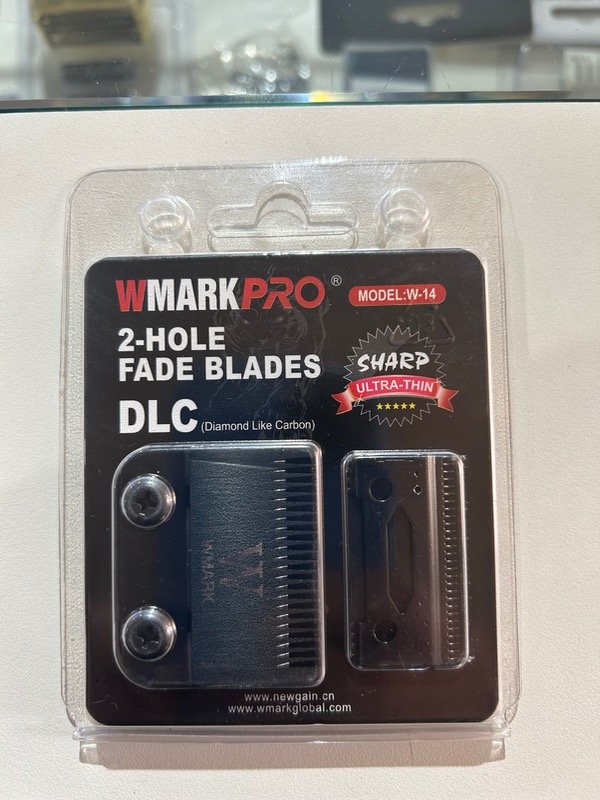 WMARKPRO®
MODEL:W-14
2-HOLE
FADE BLADES
DLC (Diamond Like Carbon)
SHARP
ULTRA-THIN
W
WMARK
www.newgain.cn
www.wmarkglobal.com